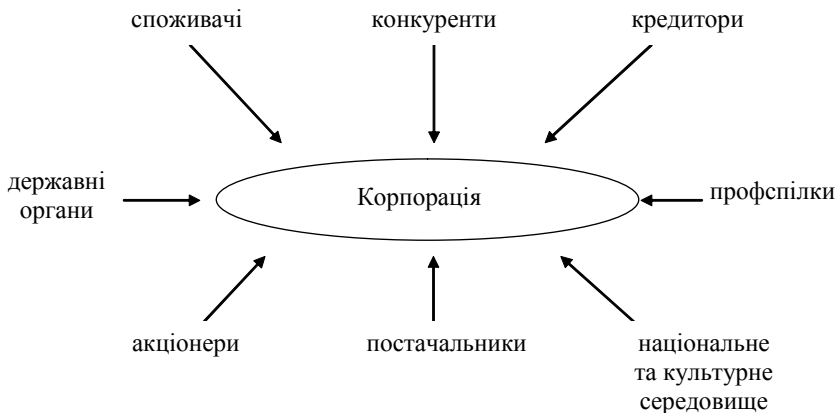 споживачі
конкуренти
кредитори
державні
органи
Корпорація
профспілки
акціонери
постачальники
національне
та культурне
середовище